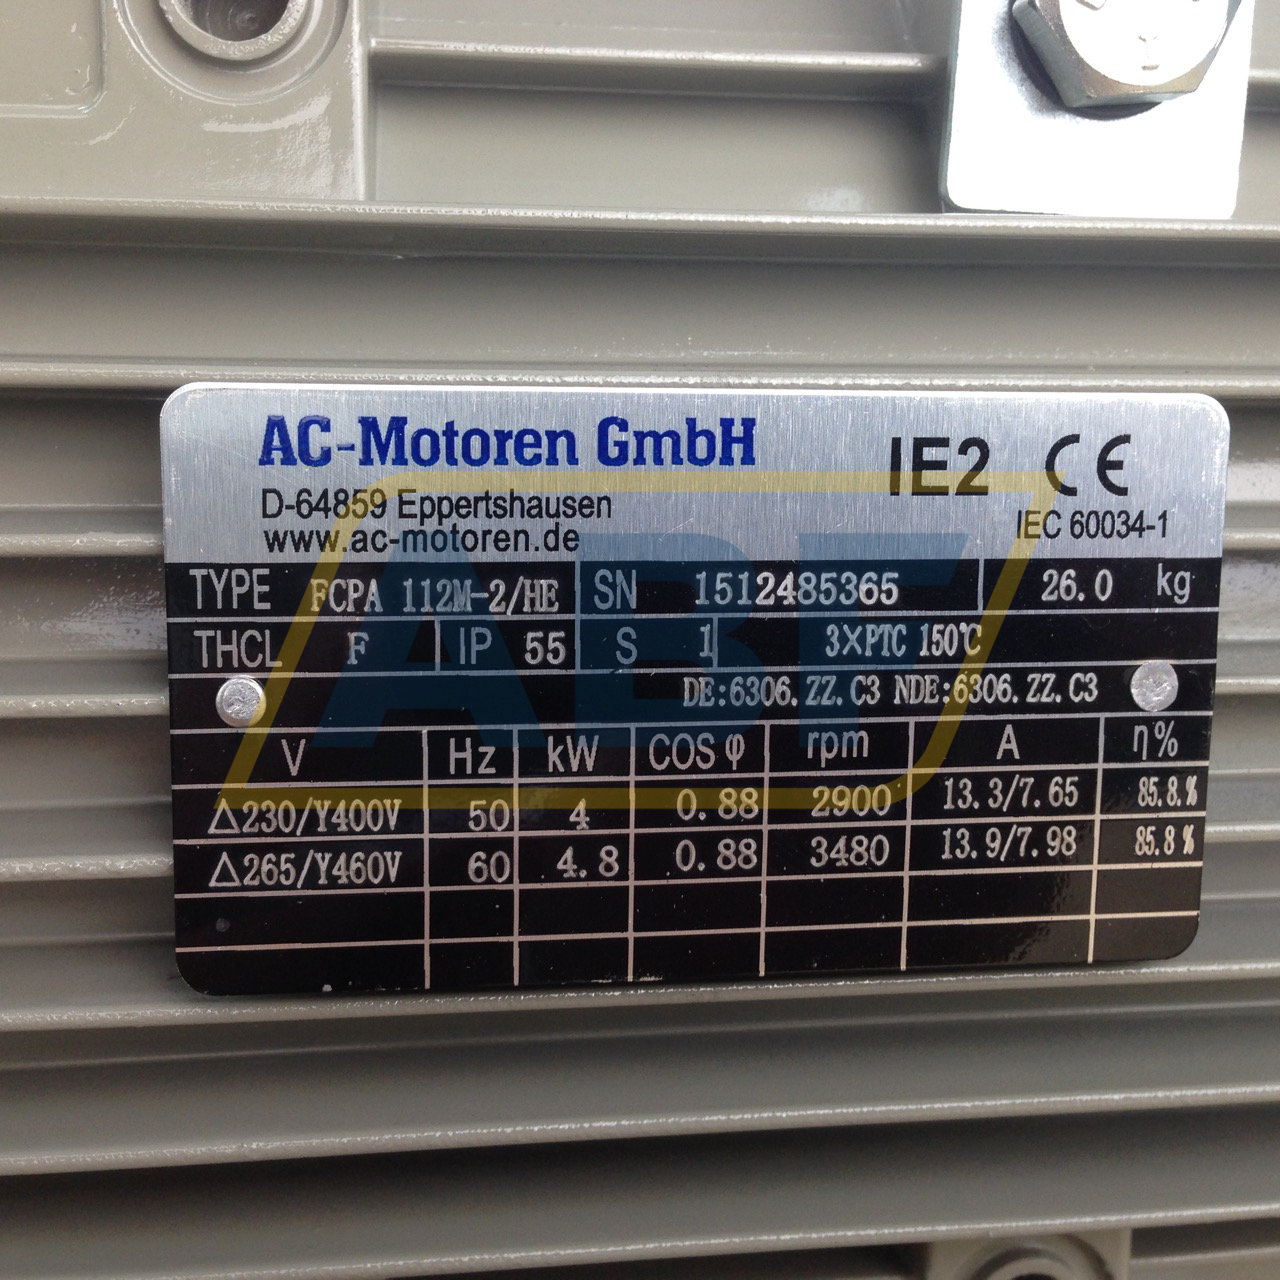 AC-Motoren GmbH
IE2 CE
D-64859 Eppertshausen
www.ac-motoren.de
IEC 60034-1
TYPE FCPA 112M-2/HE SN 1512485365 26.0 kg
THCL F IP 55 S 1 3×PTC 150℃
DE:6306.ZZ.C3 NDE:6306.ZZ.C3
V Hz kW COS φ rpm A η%
△230/Y400V 50 4 0.88 2900 13.3/7.65 85.8.%
△265/Y460V 60 4.8 0.88 3480 13.9/7.98 85.8%
ABF